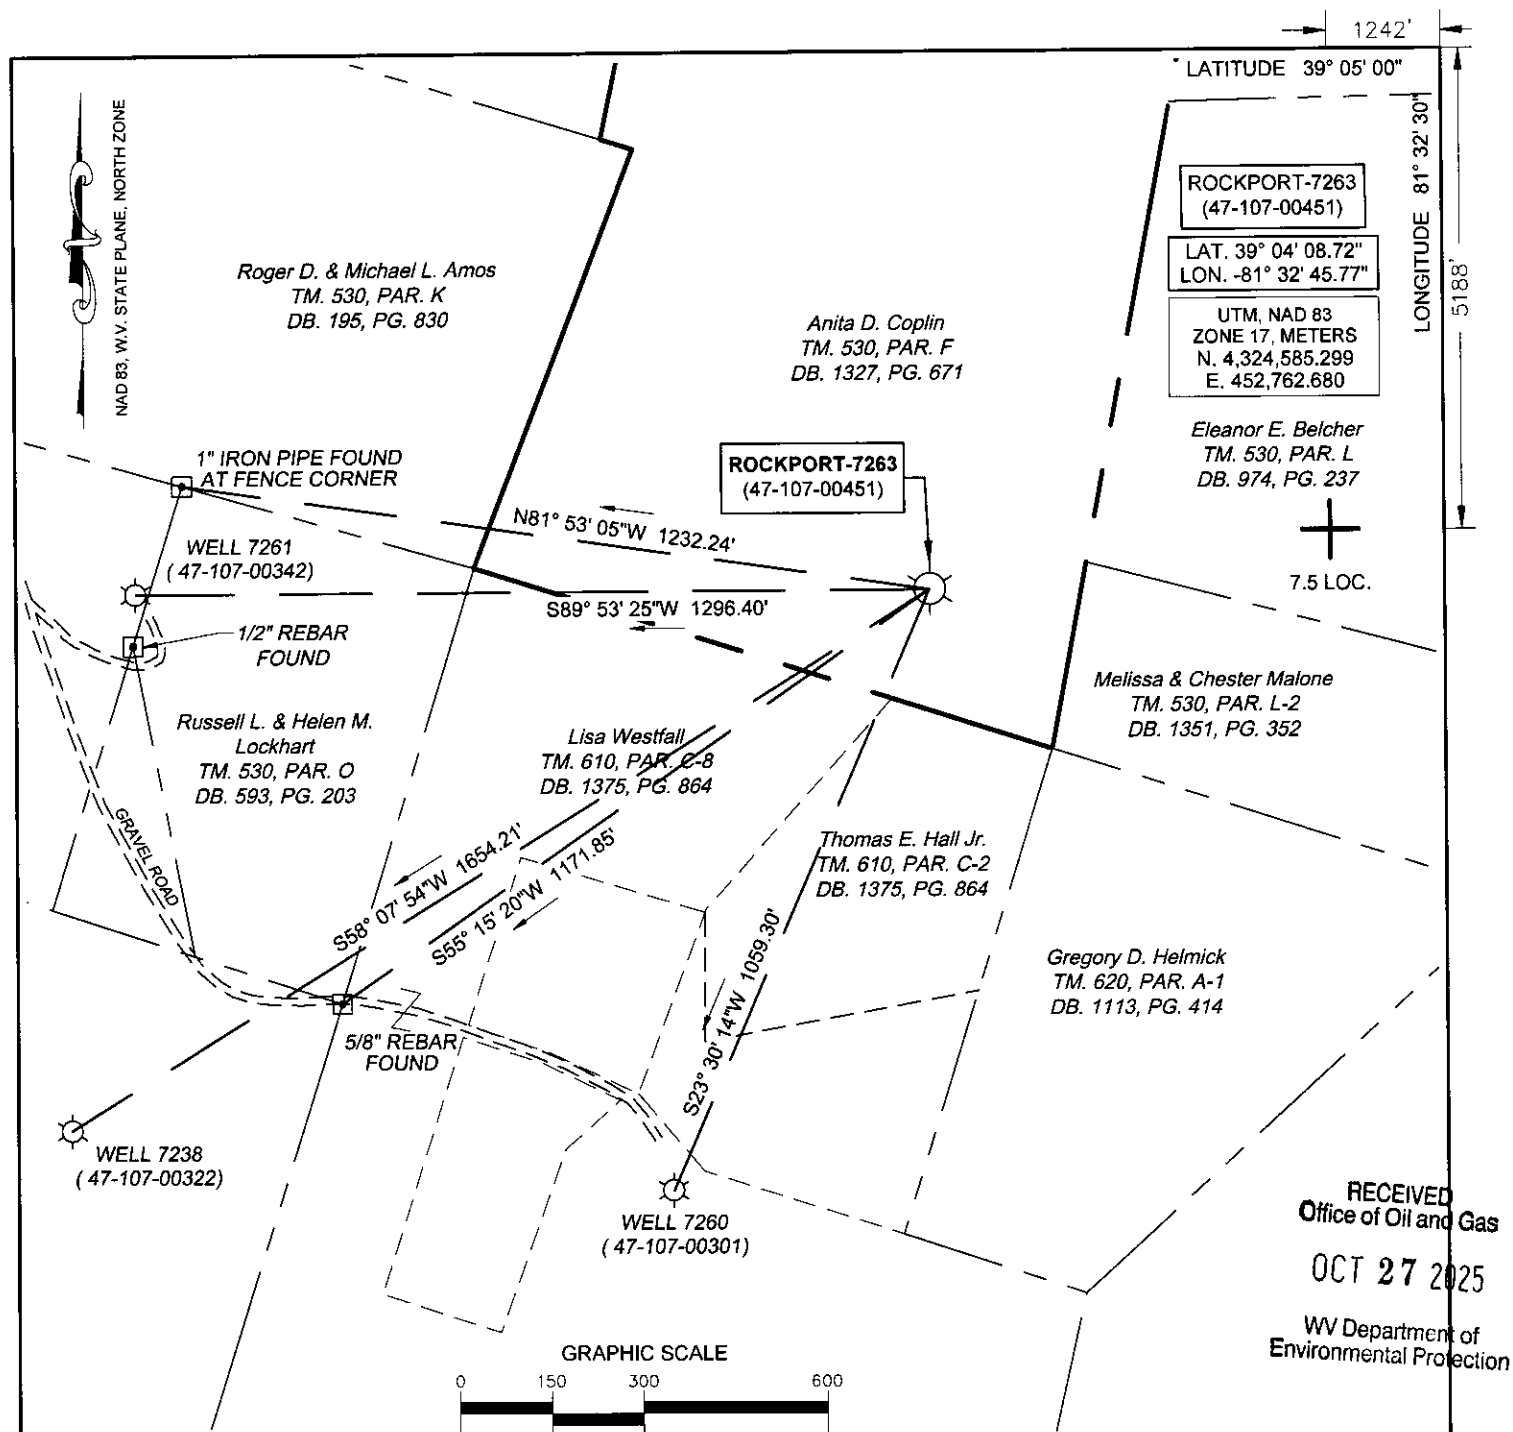 1242'
LATITUDE 39° 05' 00"
LONGITUDE 81° 32' 30"
5188'
NAD 83, W.V. STATE PLANE, NORTH ZONE
ROCKPORT-7263
(47-107-00451)
LAT. 39° 04' 08.72"
LON. -81° 32' 45.77"
UTM, NAD 83
ZONE 17, METERS
N. 4,324,585.299
E. 452,762.680
Roger D. & Michael L. Amos
TM. 530, PAR. K
DB. 195, PG. 830
Anita D. Coplin
TM. 530, PAR. F
DB. 1327, PG. 671
Eleanor E. Belcher
TM. 530, PAR. L
DB. 974, PG. 237
1" IRON PIPE FOUND
AT FENCE CORNER
ROCKPORT-7263
(47-107-00451)
N81° 53' 05"W 1232.24'
WELL 7261
( 47-107-00342)
7.5 LOC.
S89° 53' 25"W 1296.40'
1/2" REBAR
FOUND
Melissa & Chester Malone
TM. 530, PAR. L-2
DB. 1351, PG. 352
Russell L. & Helen M.
Lockhart
TM. 530, PAR. O
DB. 593, PG. 203
Lisa Westfall
TM. 610, PAR. C-8
DB. 1375, PG. 864
GRAVEL ROAD
S58° 07' 54"W 1654.21'
S55° 15' 20"W 1171.85'
Thomas E. Hall Jr.
TM. 610, PAR. C-2
DB. 1375, PG. 864
S23° 30' 14"W 1059.30'
Gregory D. Helmick
TM. 620, PAR. A-1
DB. 1113, PG. 414
5/8" REBAR
FOUND
WELL 7238
( 47-107-00322)
WELL 7260
( 47-107-00301)
RECEIVED
Office of Oil and Gas
OCT 27 2025
WV Department of
Environmental Protection
GRAPHIC SCALE
0 150 300 600